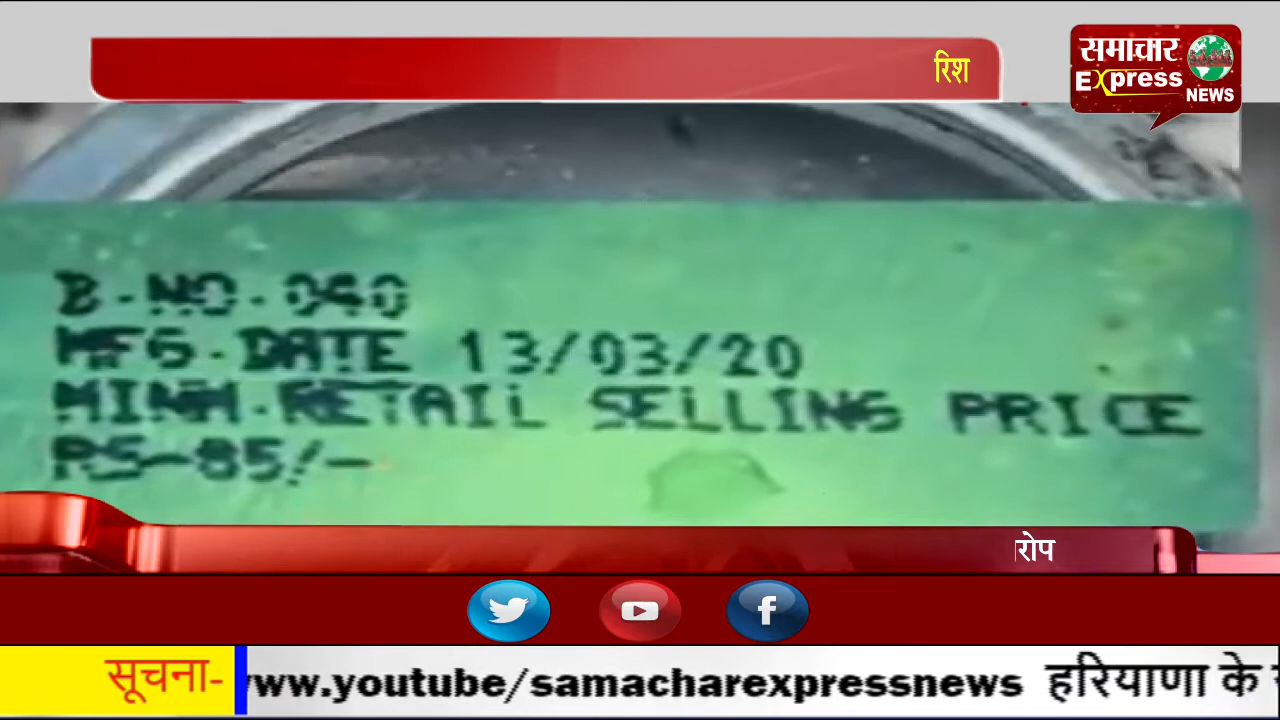 रिश
समाचार
Express
NEWS
B.NO.040
MFG.DATE 13/03/20
MINM.RETAIL SELLING PRICE
RS-85/-
रोप
सूचना- www.youtube/samacharexpressnews हरियाणा के